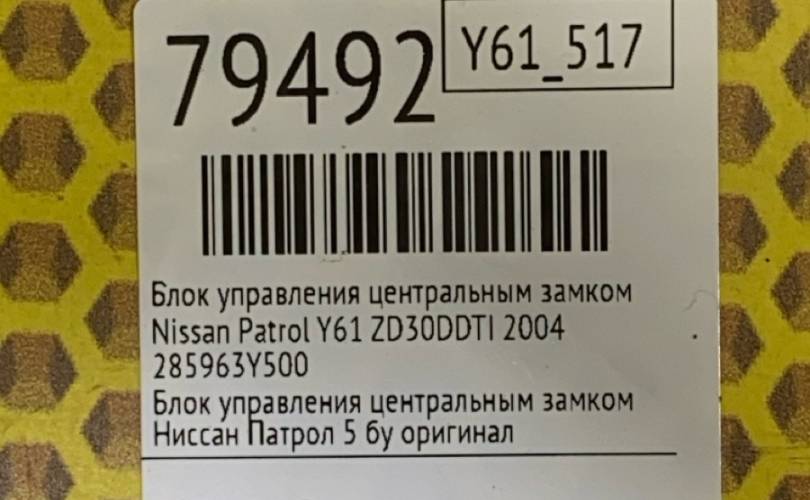 79492
Y61_517
Блок управления центральным замком
Nissan Patrol Y61 ZD30DDTI 2004
285963Y500
Блок управления центральным замком
Ниссан Патрол 5 бу оригинал